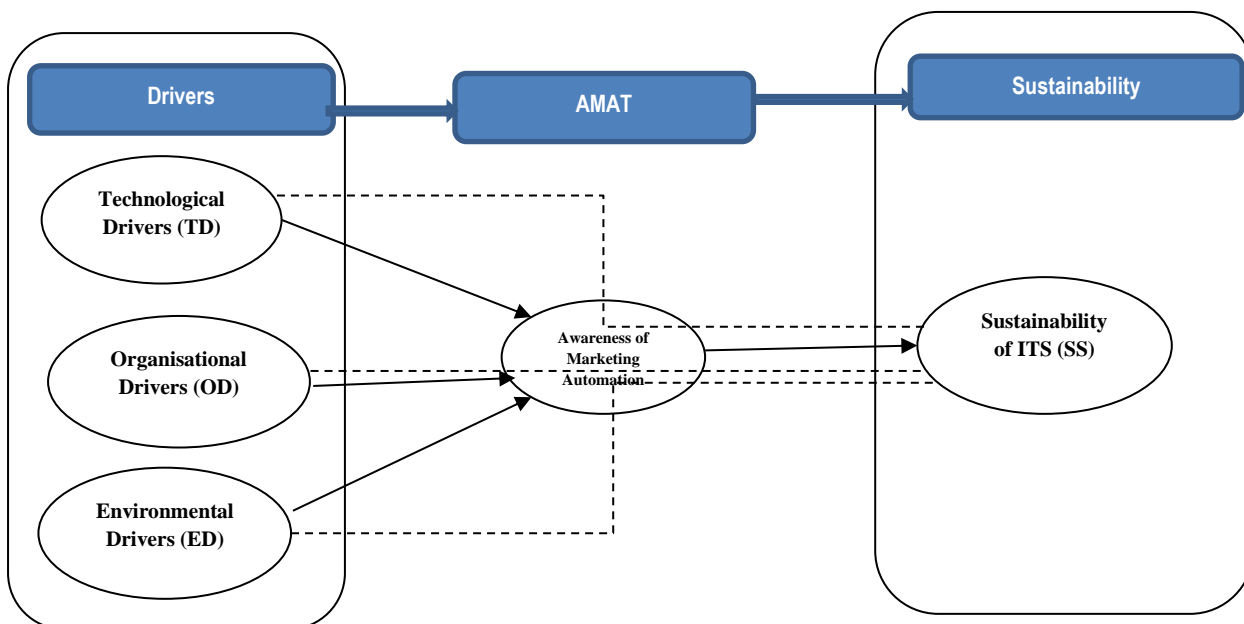 Drivers
AMAT
Sustainability
Technological
Drivers (TD)
Organisational
Drivers (OD)
Environmental
Drivers (ED)
Awareness of
Marketing
Automation
Sustainability
of ITS (SS)